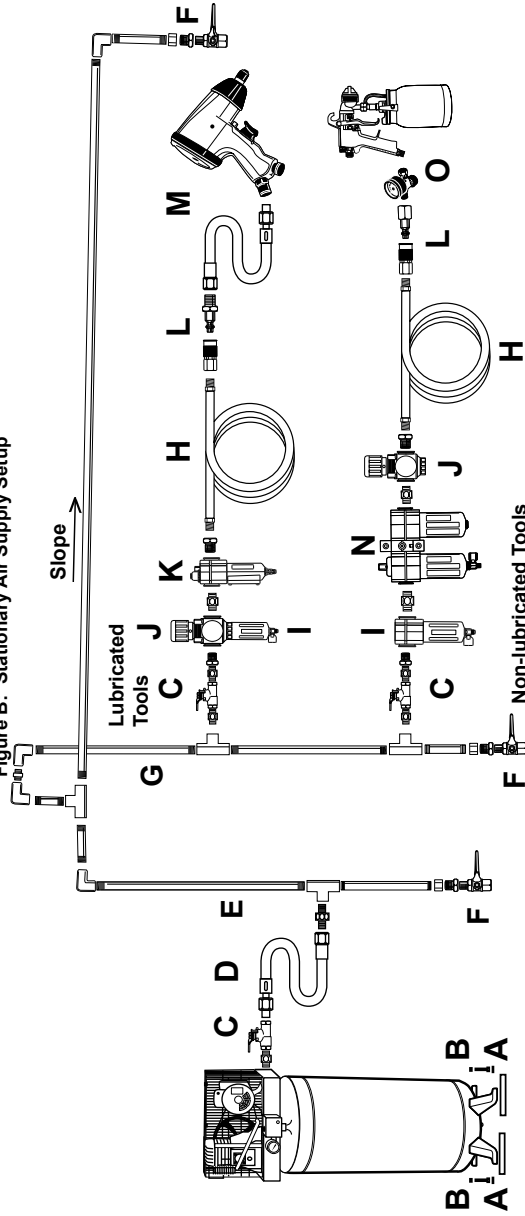 Figure B: Stationary Air Supply Setup
Slope
F
Lubricated
Tools
G
C
J
I
K
H
L
M
E
D
C
F
B
A
B
A
C
I
N
J
H
L
O
F
Non-lubricated Tools